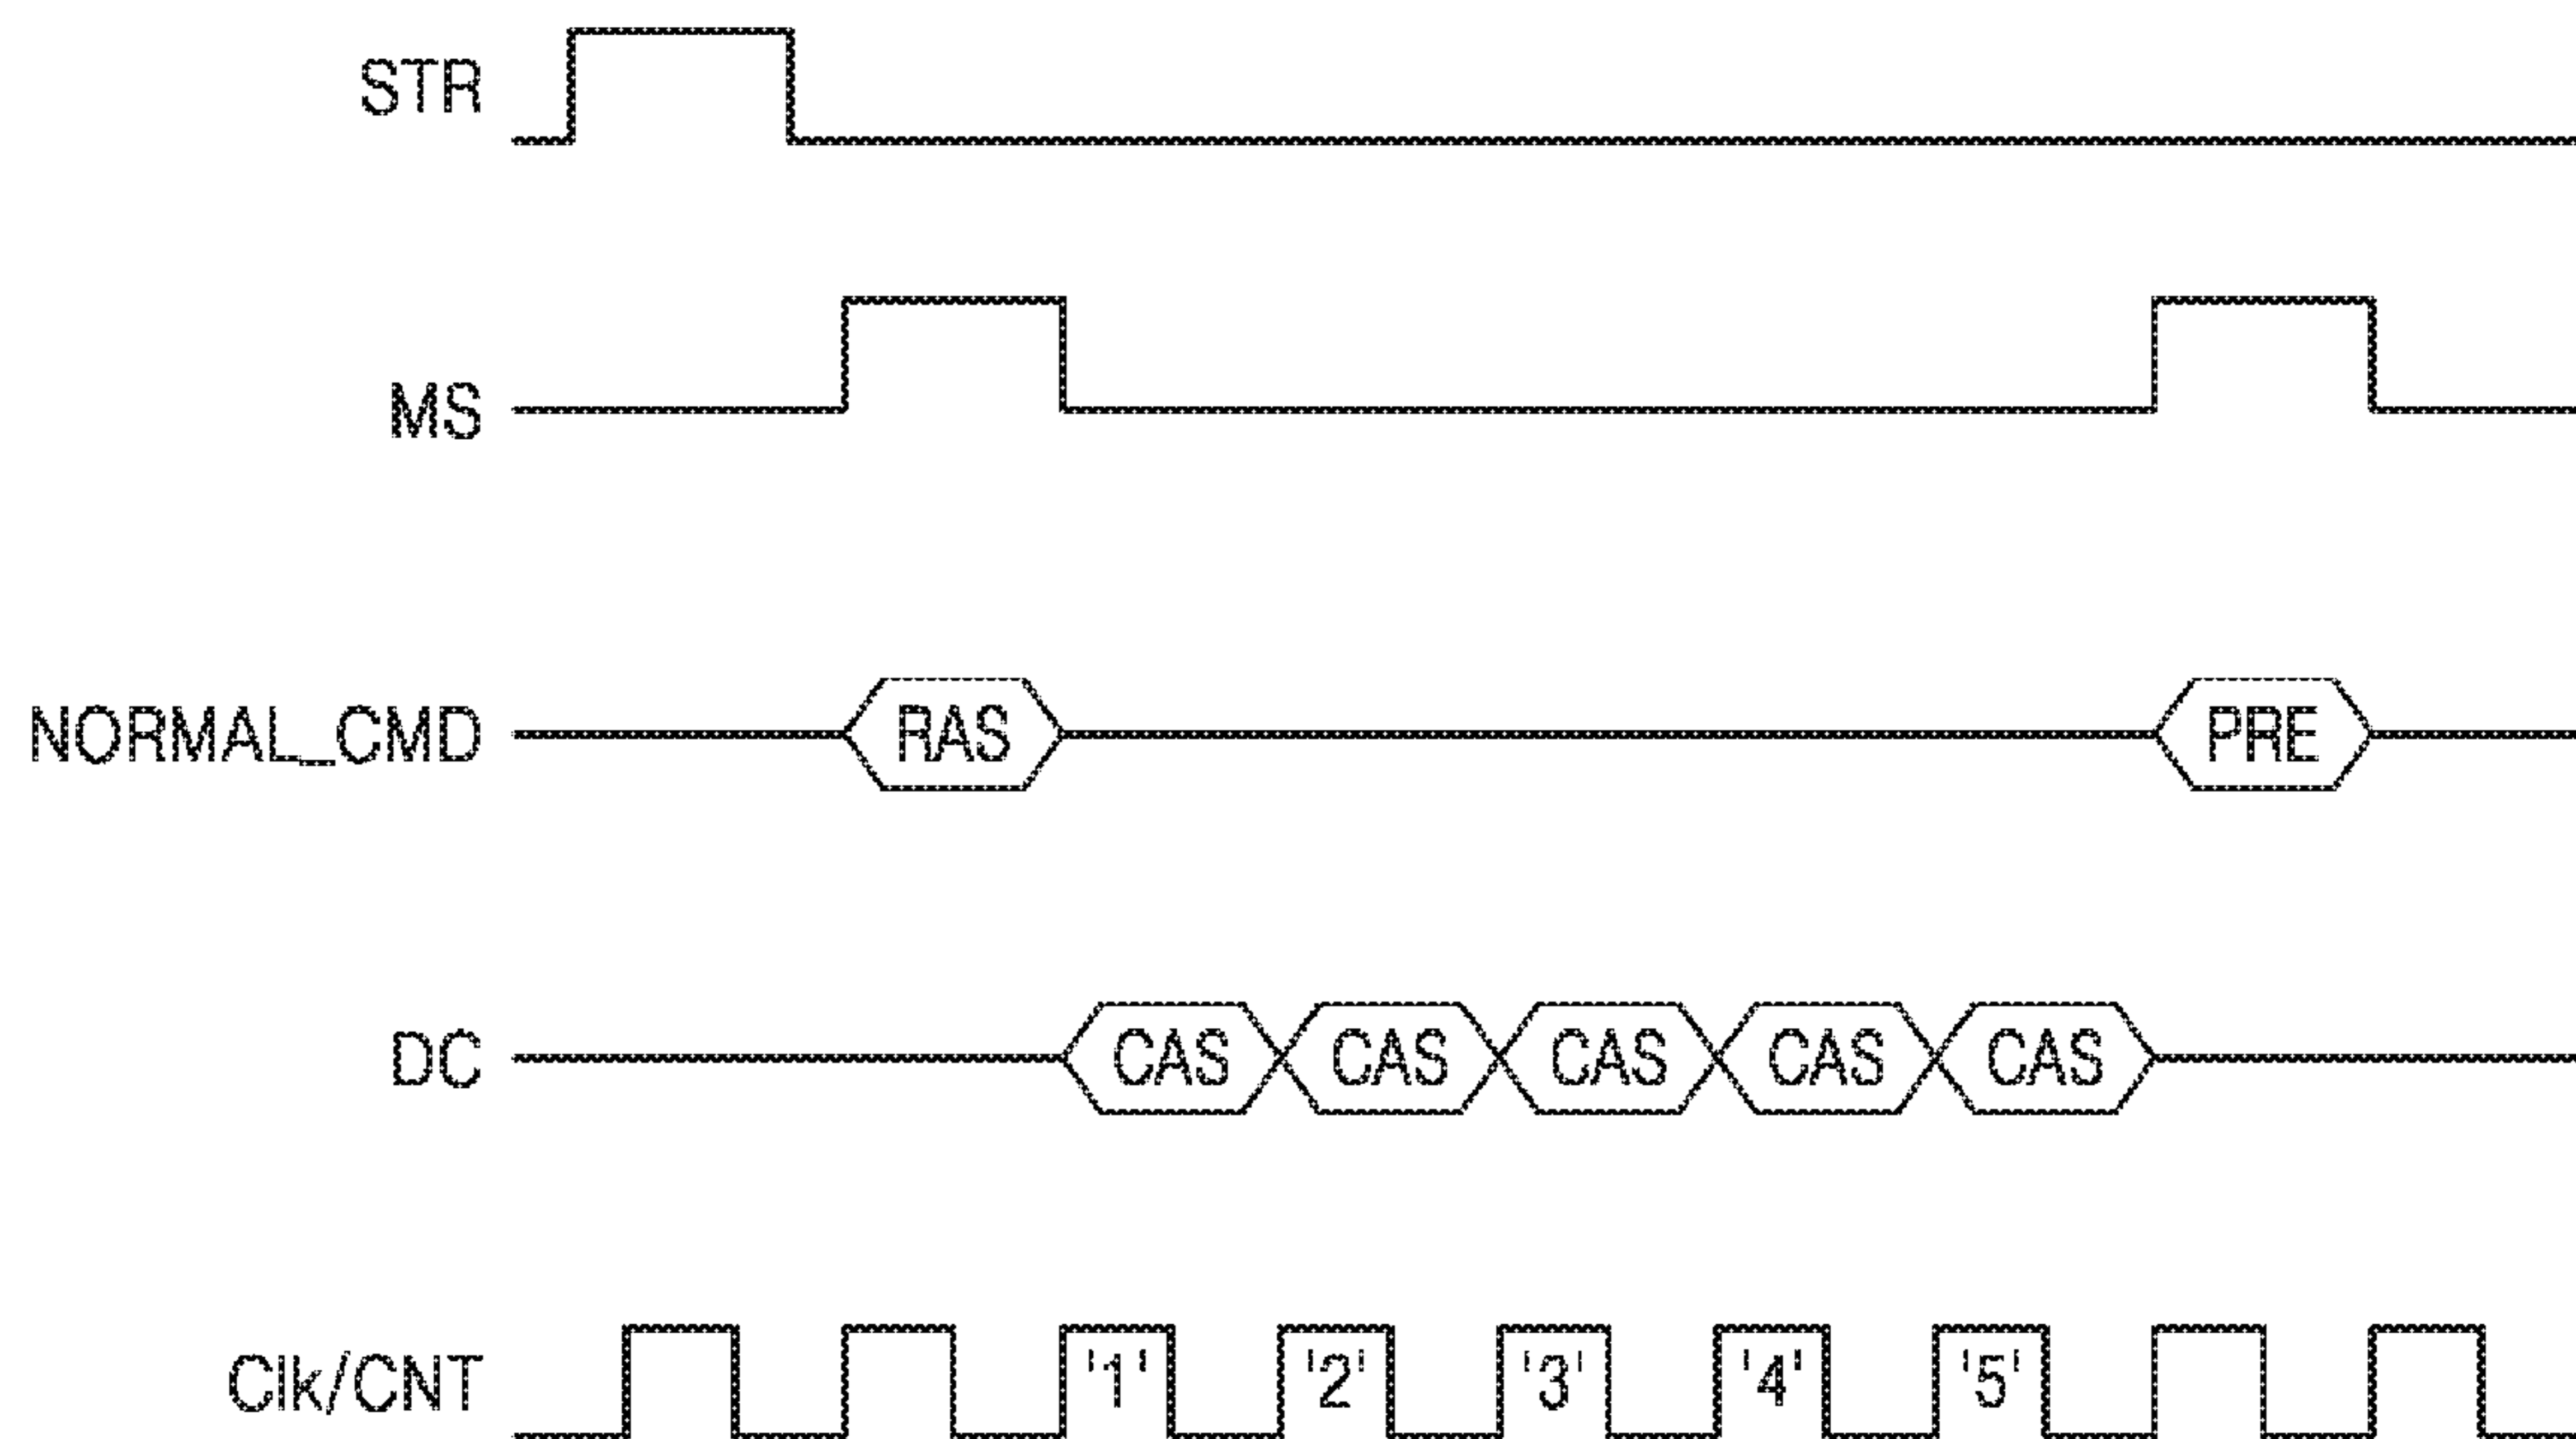 STR
MS
NORMAL_CMD RAS PRE
DC CAS CAS CAS CAS CAS
Clk/CNT '1' '2' '3' '4' '5'